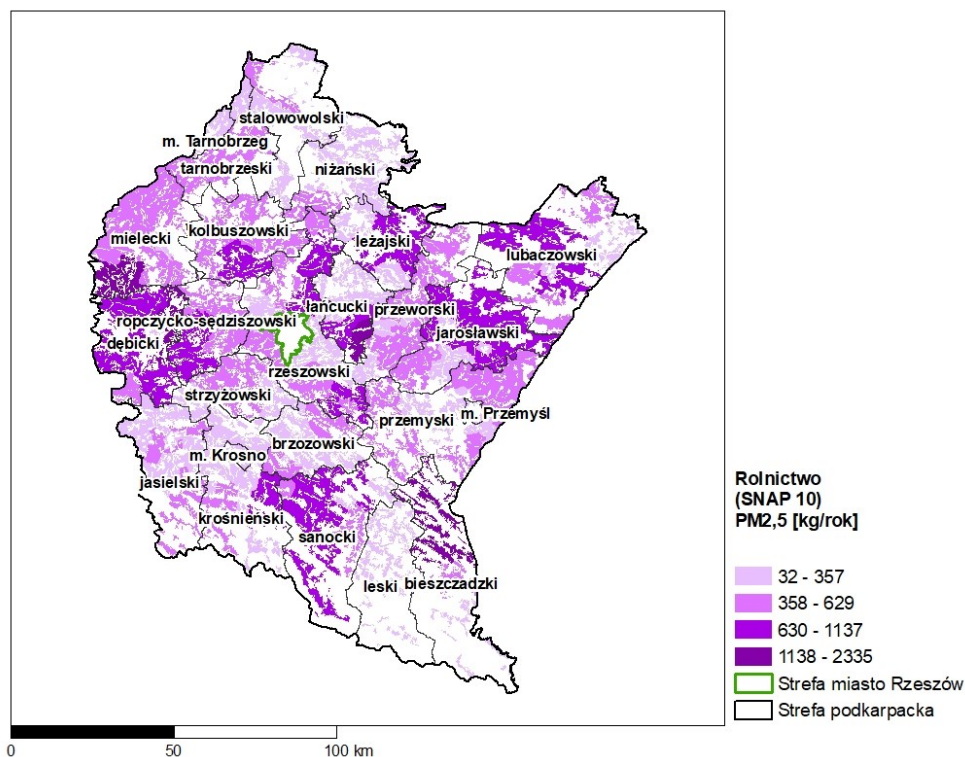 stalowowolski
m. Tarnobrzeg
tarnobrzeski
niżański
mielecki
kolbuszowski
leżajski
lubaczowski
ropczycko-sędziszowski
łańcucki
przeworski
dębicki
jarosławski
rzeszowski
strzyżowski
przemyski
m. Przemyśl
brzozowski
m. Krosno
jasielski
krośnieński
sanocki
leski
bieszczadzki
Rolnictwo
(SNAP 10)
PM2,5 [kg/rok]
32 - 357
358 - 629
630 - 1137
1138 - 2335
Strefa miasto Rzeszów
Strefa podkarpacka
0 50 100 km